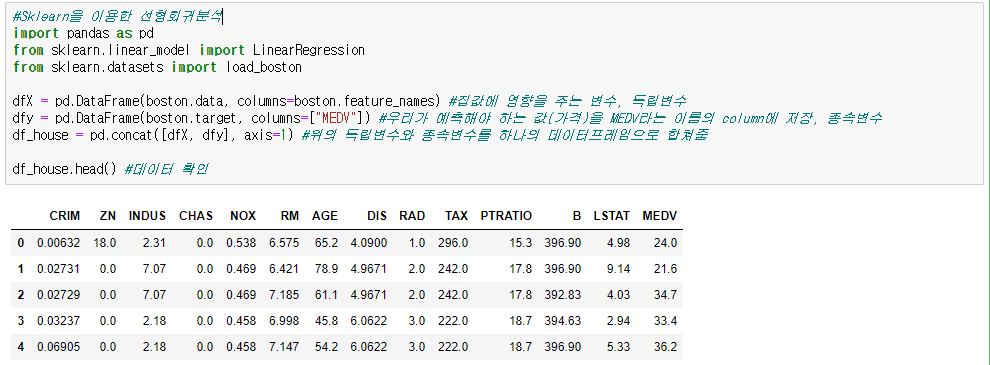 #Sklearn을 이용한 선형회귀분석
import pandas as pd
from sklearn.linear_model import LinearRegression
from sklearn.datasets import load_boston
dfX = pd.DataFrame(boston.data, columns=boston.feature_names) #집값에 영향을 주는 변수, 독립변수
dfy = pd.DataFrame(boston.target, columns=["MEDV"]) #우리가 예측해야 하는 값(가격)을 MEDV라는 이름의 column에 저장, 종속변수
df_house = pd.concat([dfX, dfy], axis=1) #위의 독립변수와 종속변수를 하나의 데이터프레임으로 합쳐줌
df_house.head() #데이터 확인
CRIM ZN INDUS CHAS NOX RM AGE DIS RAD TAX PTRATIO B LSTAT MEDV
0 0.00632 18.0 2.31 0.0 0.538 6.575 65.2 4.0900 1.0 296.0 15.3 396.90 4.98 24.0
1 0.02731 0.0 7.07 0.0 0.469 6.421 78.9 4.9671 2.0 242.0 17.8 396.90 9.14 21.6
2 0.02729 0.0 7.07 0.0 0.469 7.185 61.1 4.9671 2.0 242.0 17.8 392.83 4.03 34.7
3 0.03237 0.0 2.18 0.0 0.458 6.998 45.8 6.0622 3.0 222.0 18.7 394.63 2.94 33.4
4 0.06905 0.0 2.18 0.0 0.458 7.147 54.2 6.0622 3.0 222.0 18.7 396.90 5.33 36.2